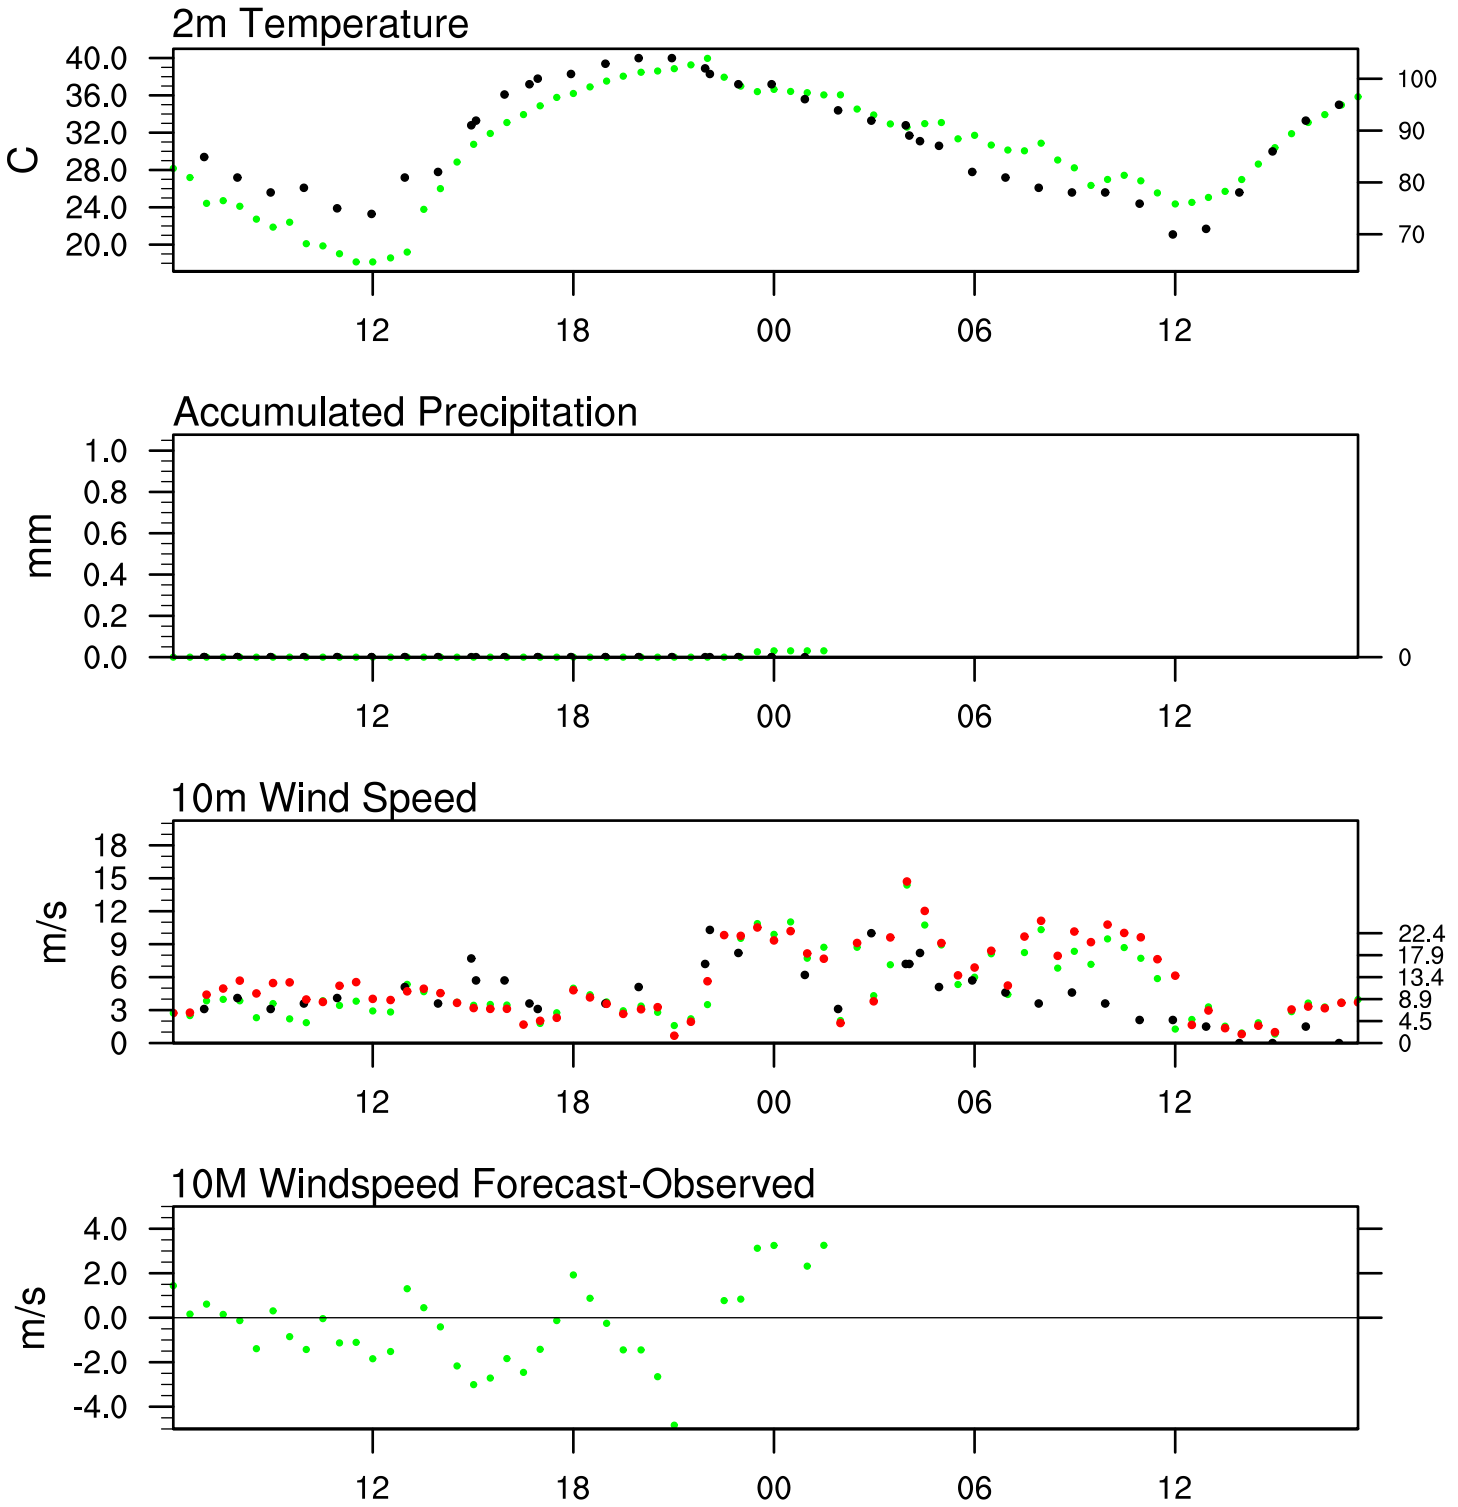 2m Temperature
40.0
36.0
32.0
28.0
24.0
20.0
C
100
90
80
70
12 18 00 06 12
Accumulated Precipitation
1.0
0.8
0.6
0.4
0.2
0.0
mm
0
12 18 00 06 12
10m Wind Speed
18
15
12
9
6
3
0
m/s
22.4
17.9
13.4
8.9
4.5
0
12 18 00 06 12
10M Windspeed Forecast-Observed
4.0
2.0
0.0
-2.0
-4.0
m/s
12 18 00 06 12